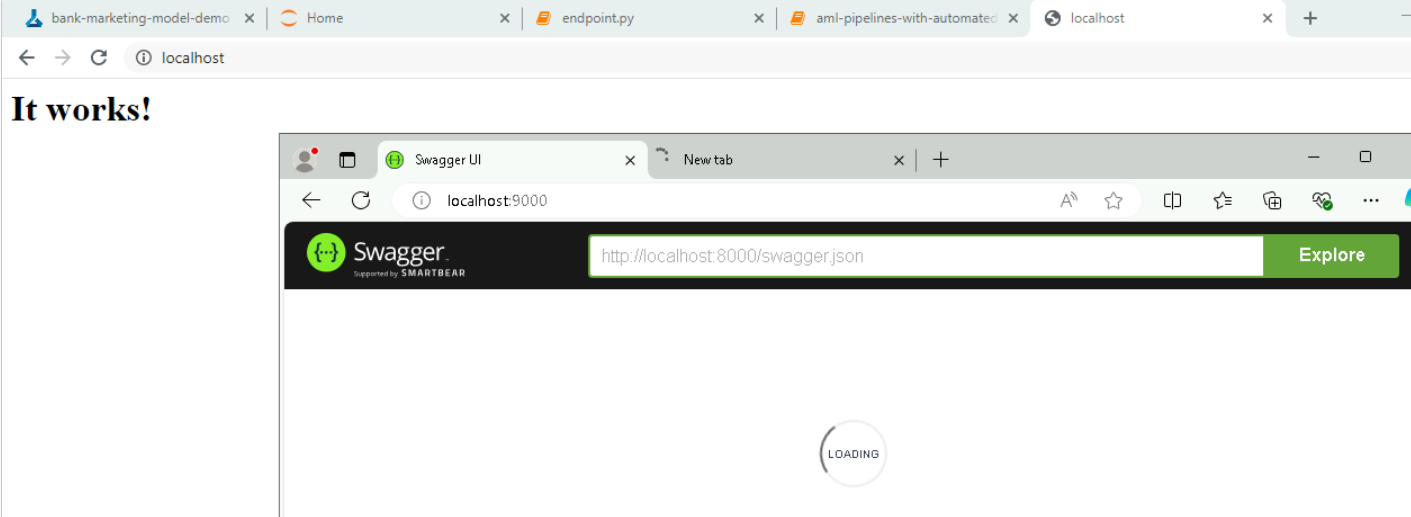 bank-marketing-model-demo
Home
endpoint.py
aml-pipelines-with-automated
localhost
localhost
It works!
Swagger UI
New tab
localhost:9000
Swagger.
Supported by SMARTBEAR
http://localhost:8000/swagger.json
Explore
LOADING